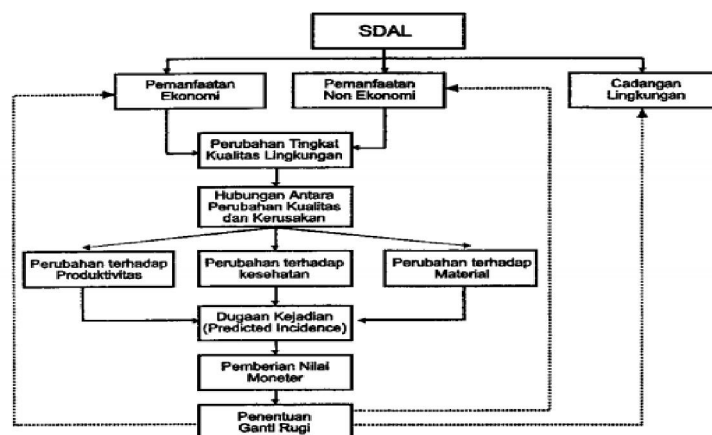 SDAL
Pemanfaatan
Ekonomi
Pemanfaatan
Non Ekonomi
Cadangan
Lingkungan
Perubahan Tingkat
Kualitas Lingkungan
Hubungan Antara
Perubahan Kualitas
dan Kerusakan
Perubahan terhadap
Produktivitas
Perubahan terhadap
kesehatan
Perubahan terhadap
Material
Dugaan Kejadian
(Predicted Incidence)
Pemberian Nilai
Moneter
Penentuan
Ganti Rugi